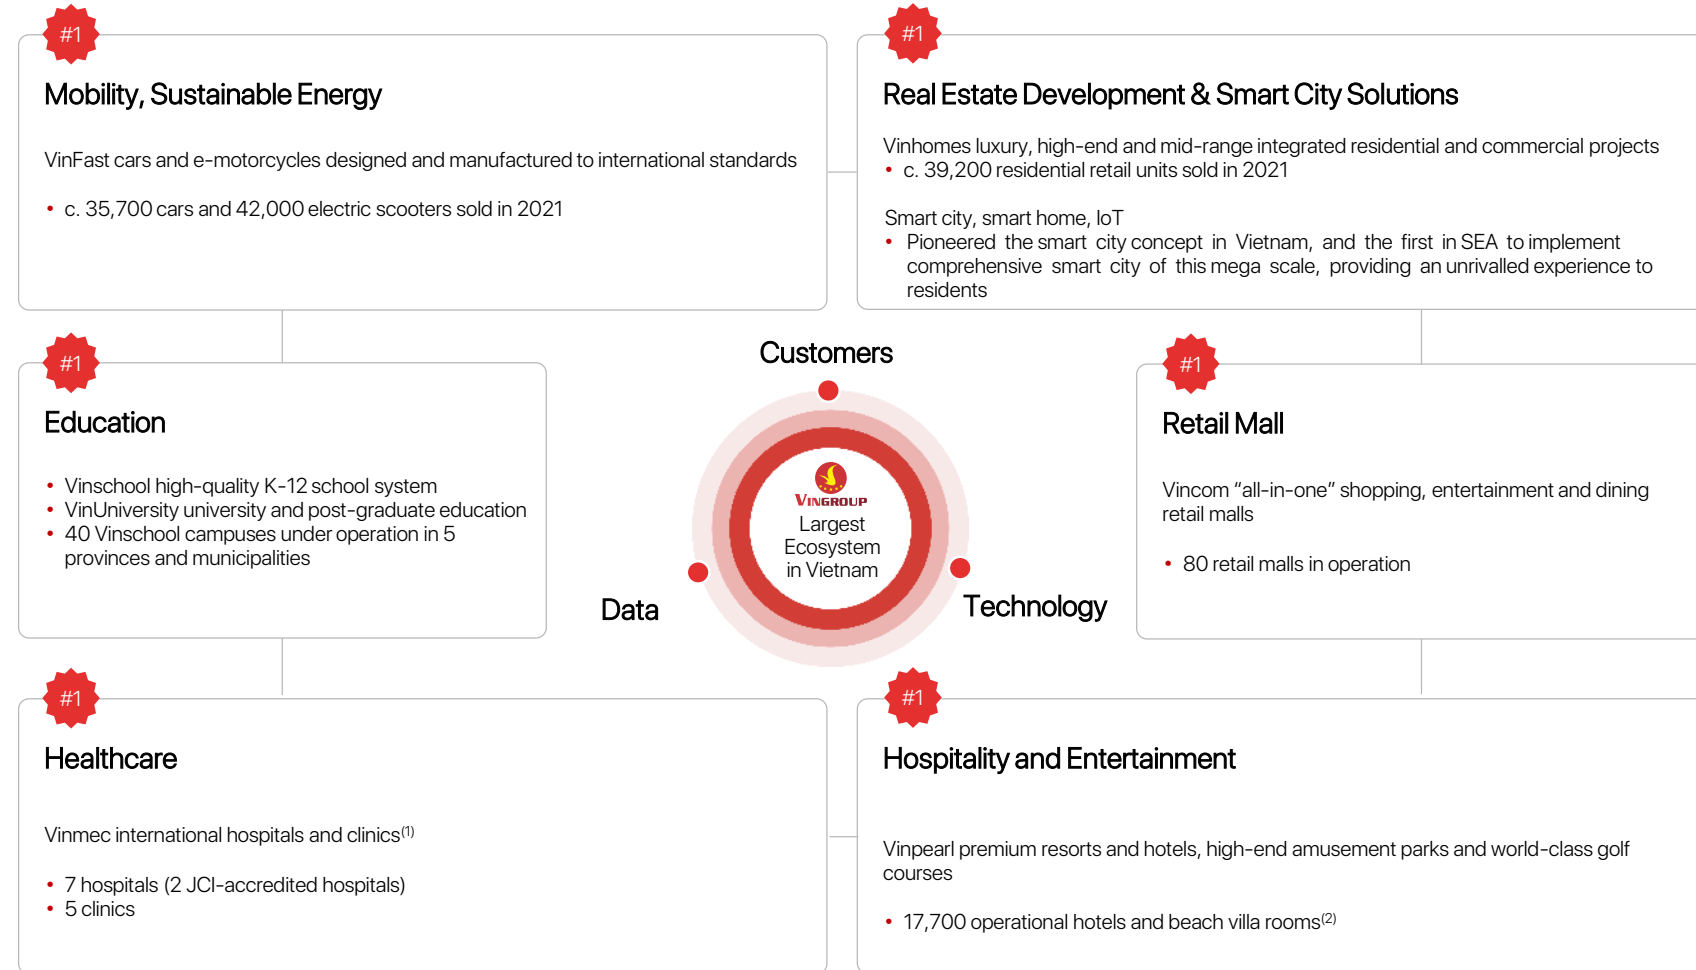 #1
Mobility, Sustainable Energy
VinFast cars and e-motorcycles designed and manufactured to international standards
• c. 35,700 cars and 42,000 electric scooters sold in 2021
#1
Real Estate Development & Smart City Solutions
Vinhomes luxury, high-end and mid-range integrated residential and commercial projects
• c. 39,200 residential retail units sold in 2021
Smart city, smart home, IoT
• Pioneered the smart city concept in Vietnam, and the first in SEA to implement
comprehensive smart city of this mega scale, providing an unrivalled experience to
residents
#1
Education
• Vinschool high-quality K-12 school system
• VinUniversity university and post-graduate education
• 40 Vinschool campuses under operation in 5
provinces and municipalities
Customers
VINGROUP
Largest
Ecosystem
in Vietnam
Data
Technology
#1
Retail Mall
Vincom “all-in-one” shopping, entertainment and dining
retail malls
• 80 retail malls in operation
#1
Healthcare
Vinmec international hospitals and clinics(1)
• 7 hospitals (2 JCI-accredited hospitals)
• 5 clinics
#1
Hospitality and Entertainment
Vinpearl premium resorts and hotels, high-end amusement parks and world-class golf
courses
• 17,700 operational hotels and beach villa rooms(2)